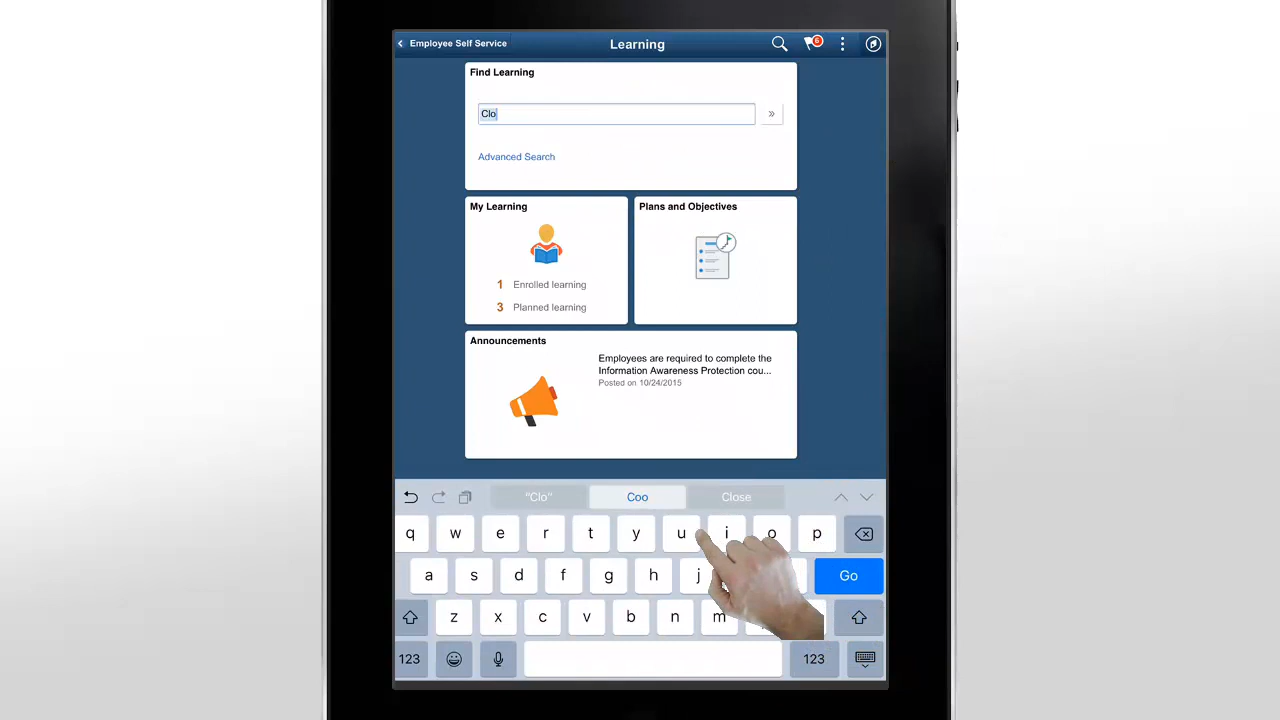 Employee Self Service
Learning
6
Find Learning
Clo
»
Advanced Search
My Learning
1 Enrolled learning
3 Planned learning
Plans and Objectives
Announcements
Employees are required to complete the
Information Awareness Protection cou...
Posted on 10/24/2015
"Clo" Coo Close
q w e r t y u i o p
a s d f g h j Go
z x c v b n m
123 123